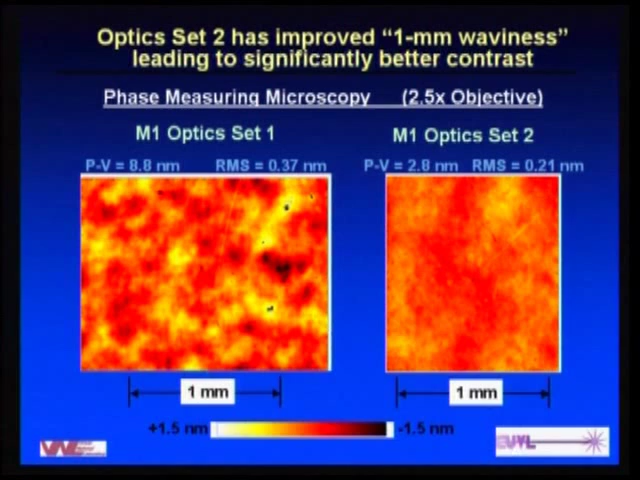 Optics Set 2 has improved “1-mm waviness”
leading to significantly better contrast
Phase Measuring Microscopy (2.5x Objective)
M1 Optics Set 1
M1 Optics Set 2
P-V = 8.8 nm RMS = 0.37 nm
P-V = 2.8 nm RMS = 0.21 nm
1 mm
1 mm
+1.5 nm
-1.5 nm
VNL
EUVL